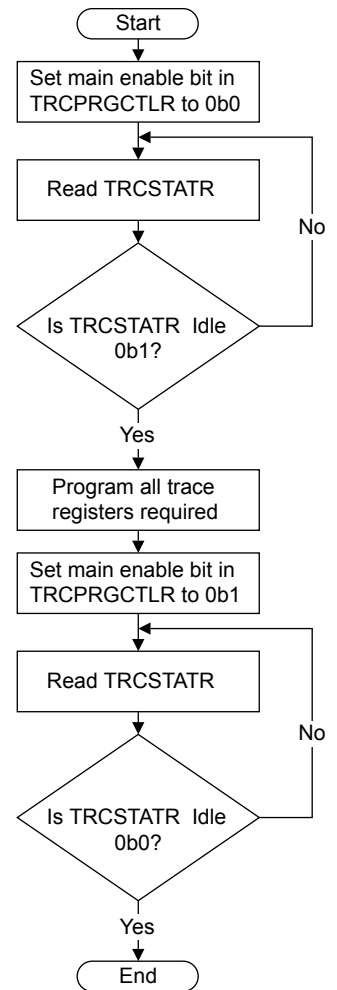 Start
Set main enable bit in
TRCPRGCTLR to 0b0
Read TRCSTATR
No
Is TRCSTATR Idle
0b1?
Yes
Program all trace
registers required
Set main enable bit in
TRCPRGCTLR to 0b1
Read TRCSTATR
No
Is TRCSTATR Idle
0b0?
Yes
End